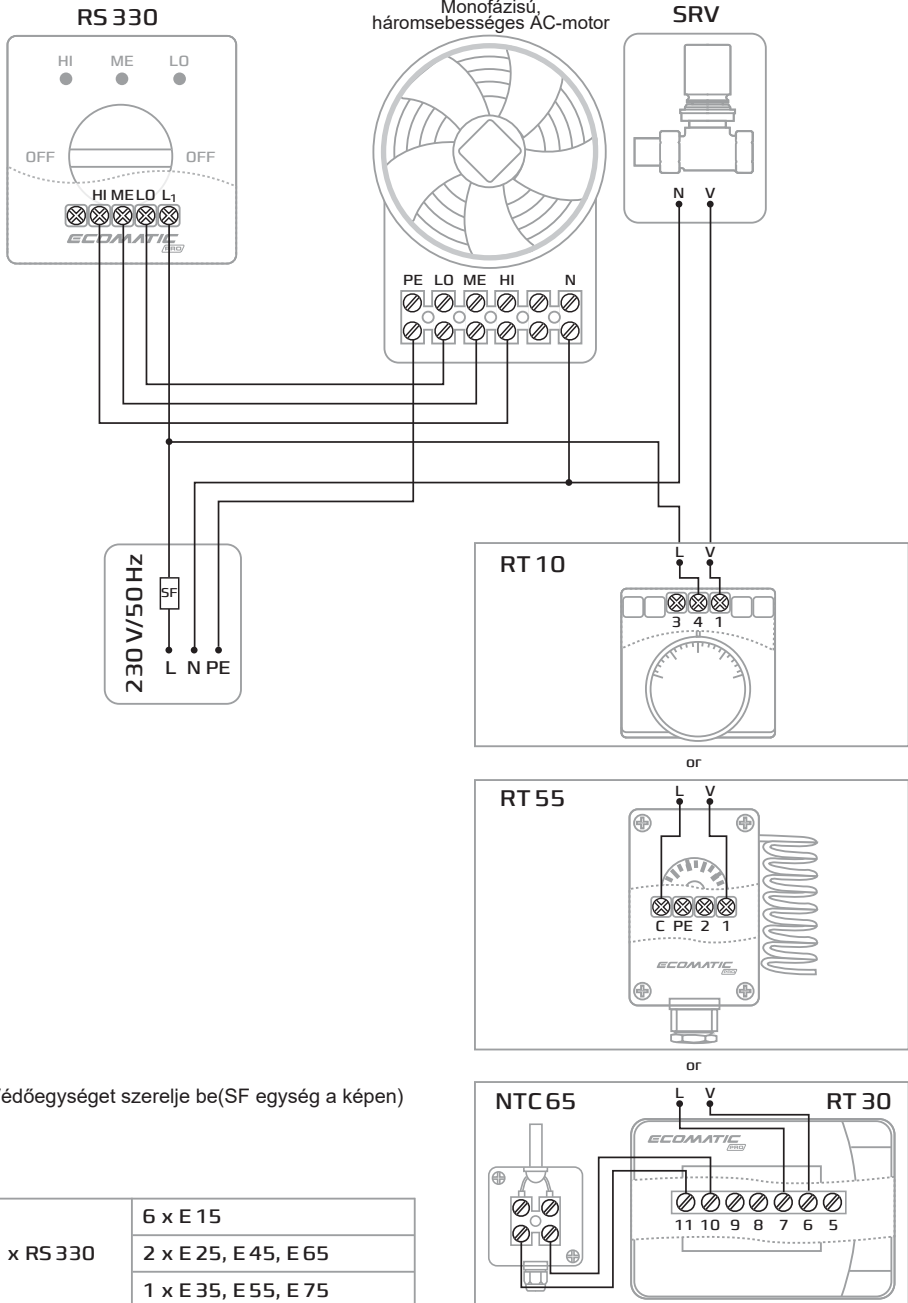 RS 330
Monofázisú,
háromsebességes AC-motor
SRV
HI ME LO
OFF OFF
HI ME LO L1
ECOMATIC PRO
N V
PE LO ME HI N
230 V/50 Hz
SF
L N PE
RT 10
L V
3 4 1
0
or
RT 55
L V
C PE 2 1
ECOMATIC PRO
or
édőegységet szerelje be(SF egység a képen)
NTC 65
L V
RT 30
ECOMATIC PRO
11 10 9 8 7 6 5
x RS 330
6 x E 15
2 x E 25, E 45, E 65
1 x E 35, E 55, E 75